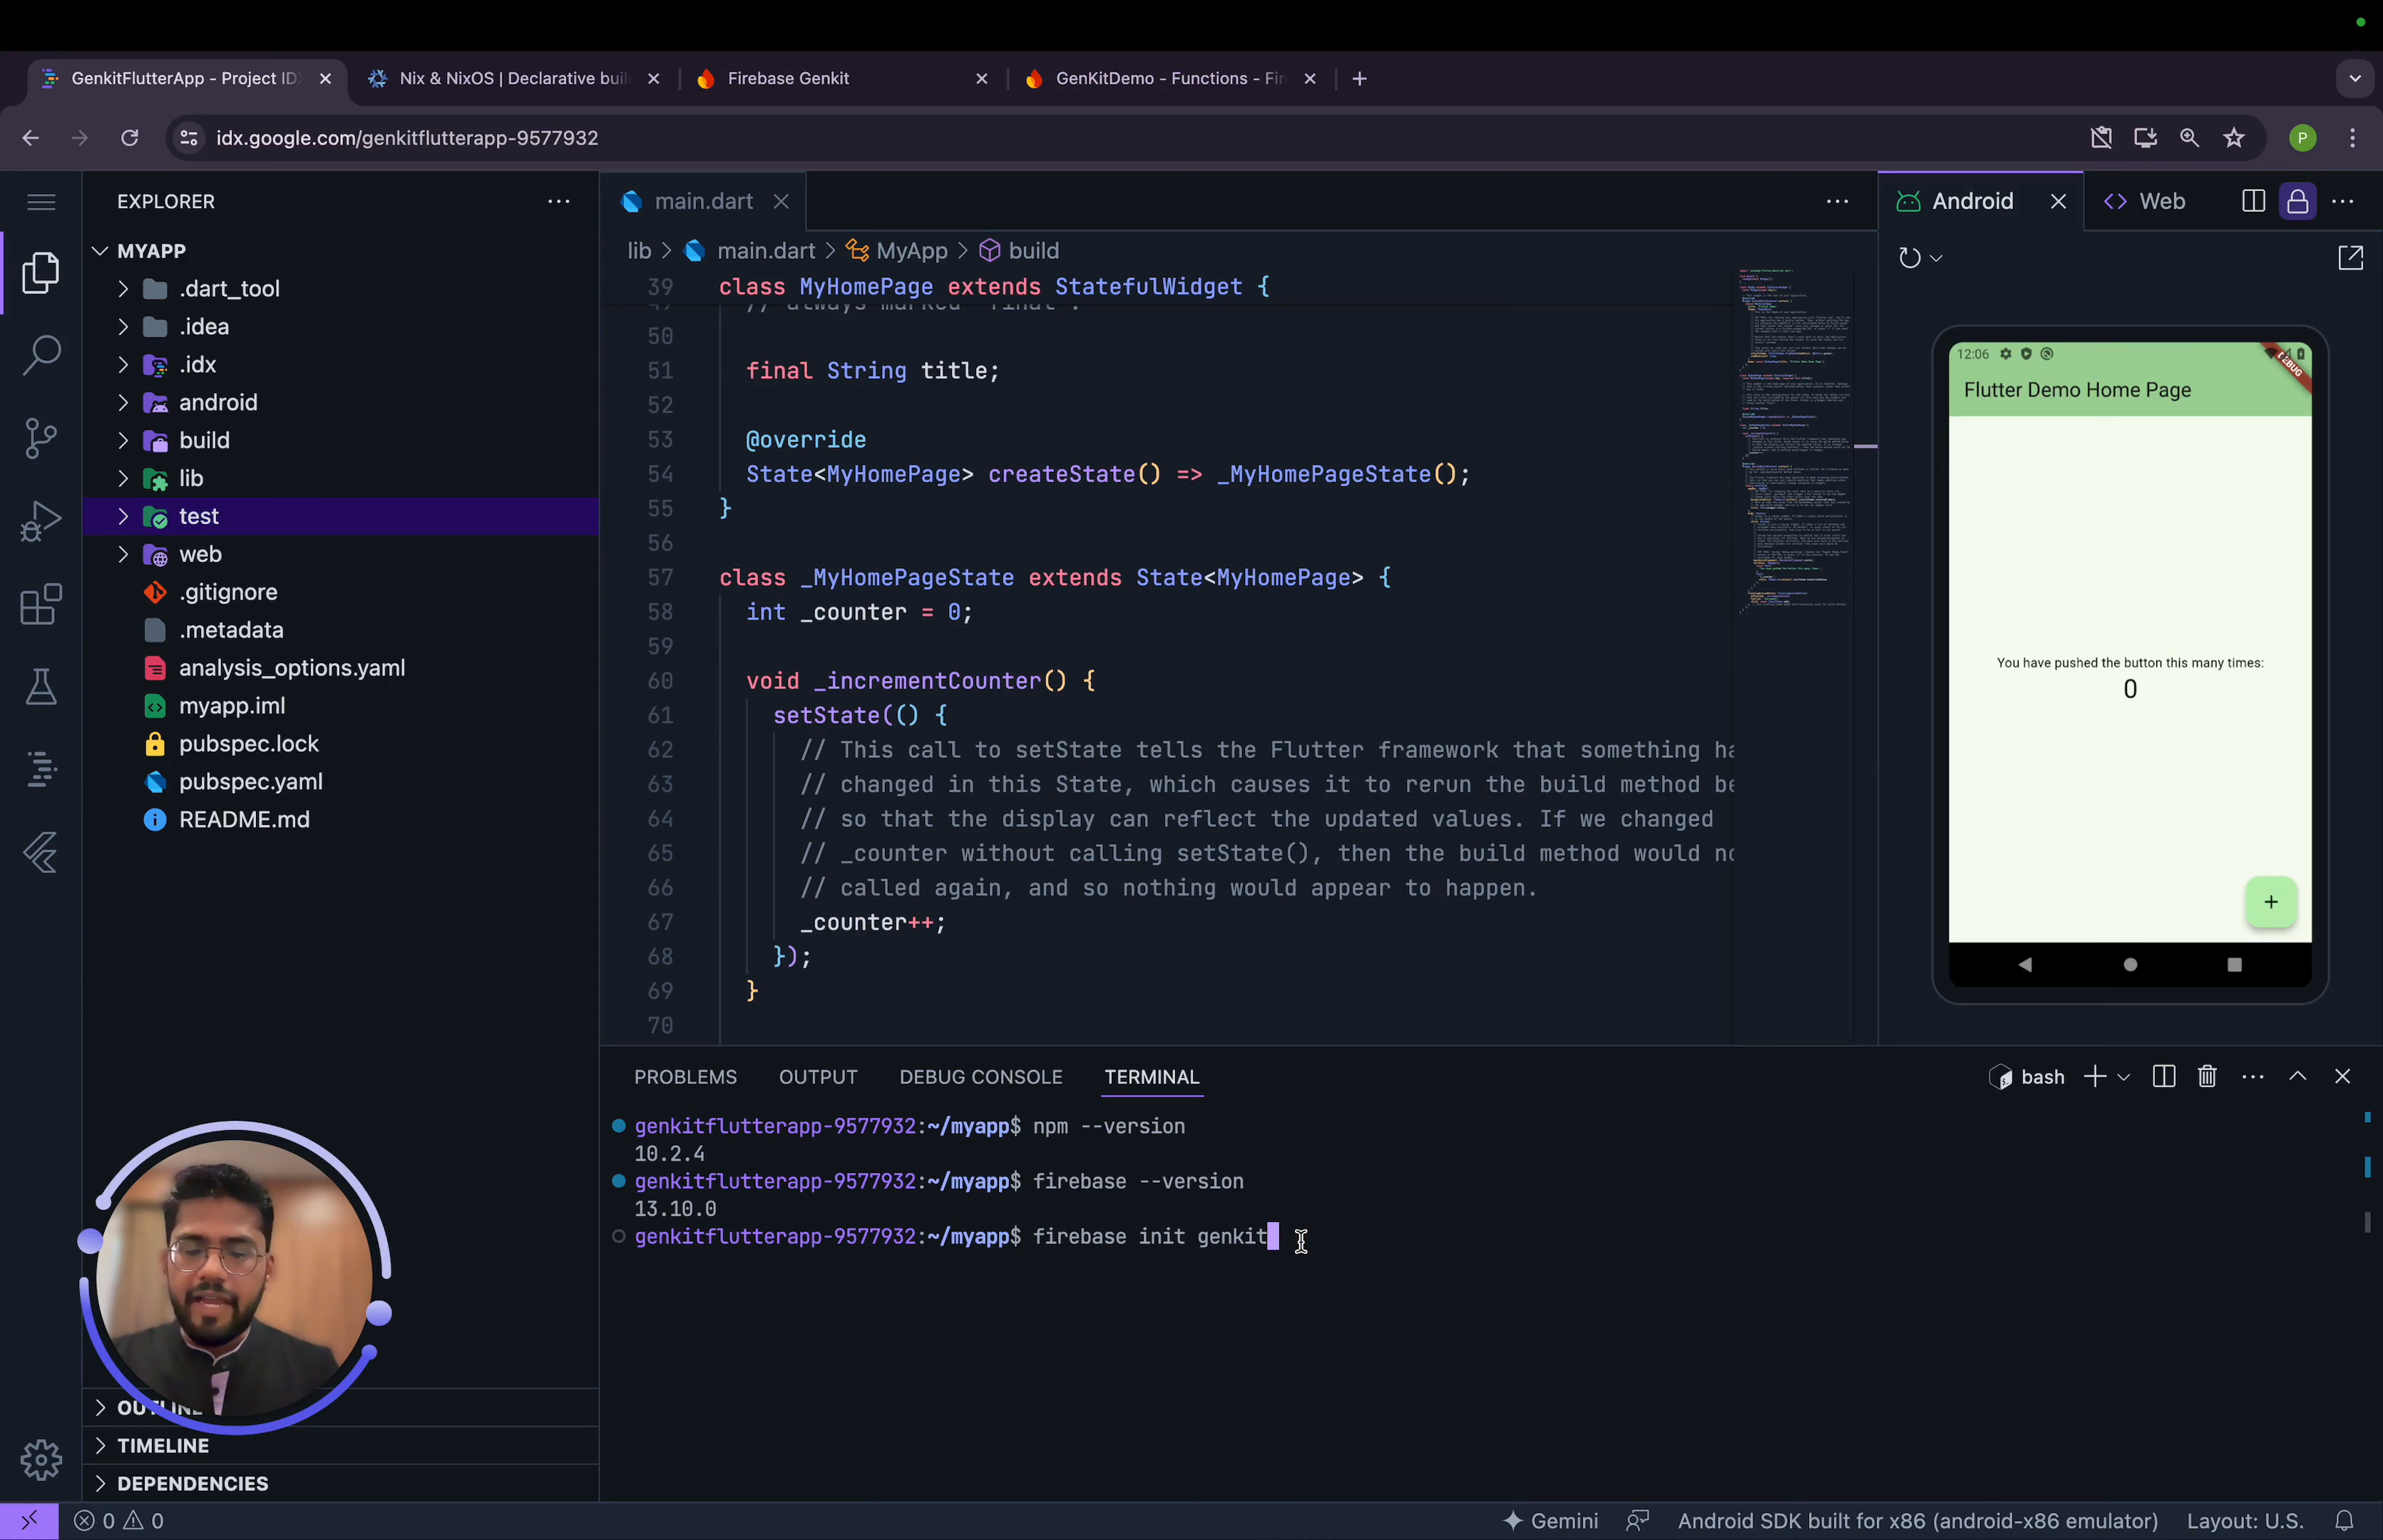 GenkitFlutterApp - Project IDX
Nix & NixOS | Declarative buil
Firebase Genkit
GenKitDemo - Functions - Fir
idx.google.com/genkitflutterapp-9577932
P
EXPLORER
MYAPP
.dart_tool
.idea
.idx
android
build
lib
test
web
.gitignore
.metadata
analysis_options.yaml
myapp.iml
pubspec.lock
pubspec.yaml
README.md
OUTLINE
TIMELINE
DEPENDENCIES
main.dart
lib > main.dart > MyApp > build
39 class MyHomePage extends StatefulWidget {
49 // always marked "final".
50
51 final String title;
52
53 @override
54 State<MyHomePage> createState() => _MyHomePageState();
55 }
56
57 class _MyHomePageState extends State<MyHomePage> {
58 int _counter = 0;
59
60 void _incrementCounter() {
61 setState(() {
62 // This call to setState tells the Flutter framework that something ha
63 // changed in this State, which causes it to rerun the build method be
64 // so that the display can reflect the updated values. If we changed
65 // _counter without calling setState(), then the build method would no
66 // called again, and so nothing would appear to happen.
67 _counter++;
68 });
69 }
70
Android
Web
12:06
DEBUG
Flutter Demo Home Page
You have pushed the button this many times:
0
+
PROBLEMS OUTPUT DEBUG CONSOLE TERMINAL
bash
genkitflutterapp-9577932:~/myapp$ npm --version
10.2.4
genkitflutterapp-9577932:~/myapp$ firebase --version
13.10.0
genkitflutterapp-9577932:~/myapp$ firebase init genkit
0 0
Gemini
Android SDK built for x86 (android-x86 emulator)
Layout: U.S.